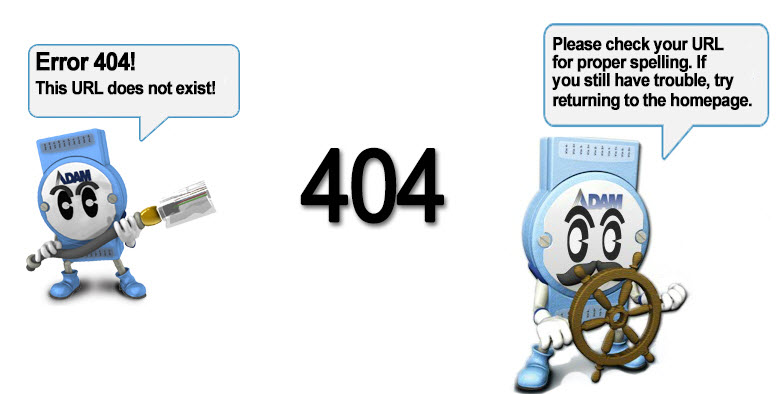 Error 404!
This URL does not exist!
Please check your URL
for proper spelling. If
you still have trouble, try
returning to the homepage.
404
ADAM
ADAM